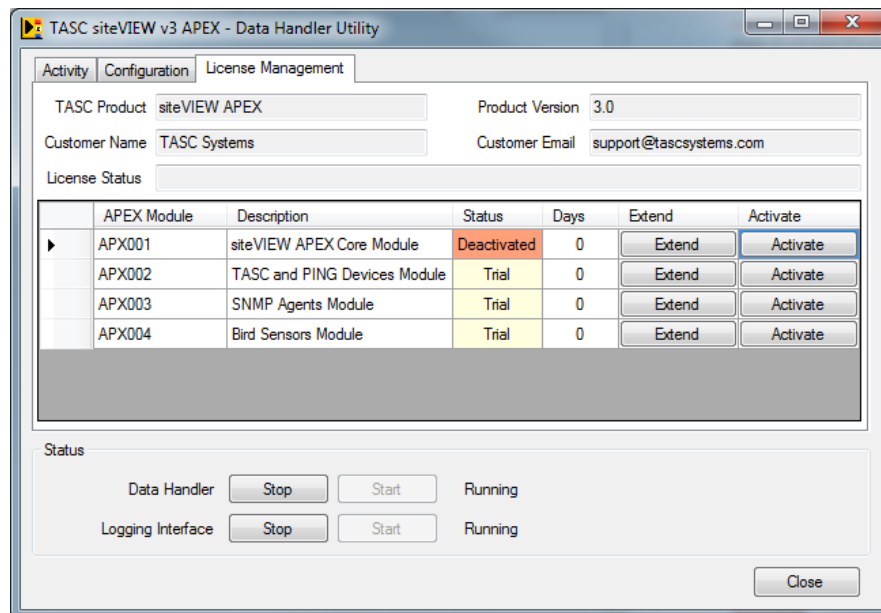 TASC siteVIEW v3 APEX - Data Handler Utility
Activity Configuration License Management
TASC Product siteVIEW APEX Product Version 3.0
Customer Name TASC Systems Customer Email support@tascsystems.com
License Status
APEX Module Description Status Days Extend Activate
APX001 siteVIEW APEX Core Module Deactivated 0 Extend Activate
APX002 TASC and PING Devices Module Trial 0 Extend Activate
APX003 SNMP Agents Module Trial 0 Extend Activate
APX004 Bird Sensors Module Trial 0 Extend Activate
Status
Data Handler Stop Start Running
Logging Interface Stop Start Running
Close